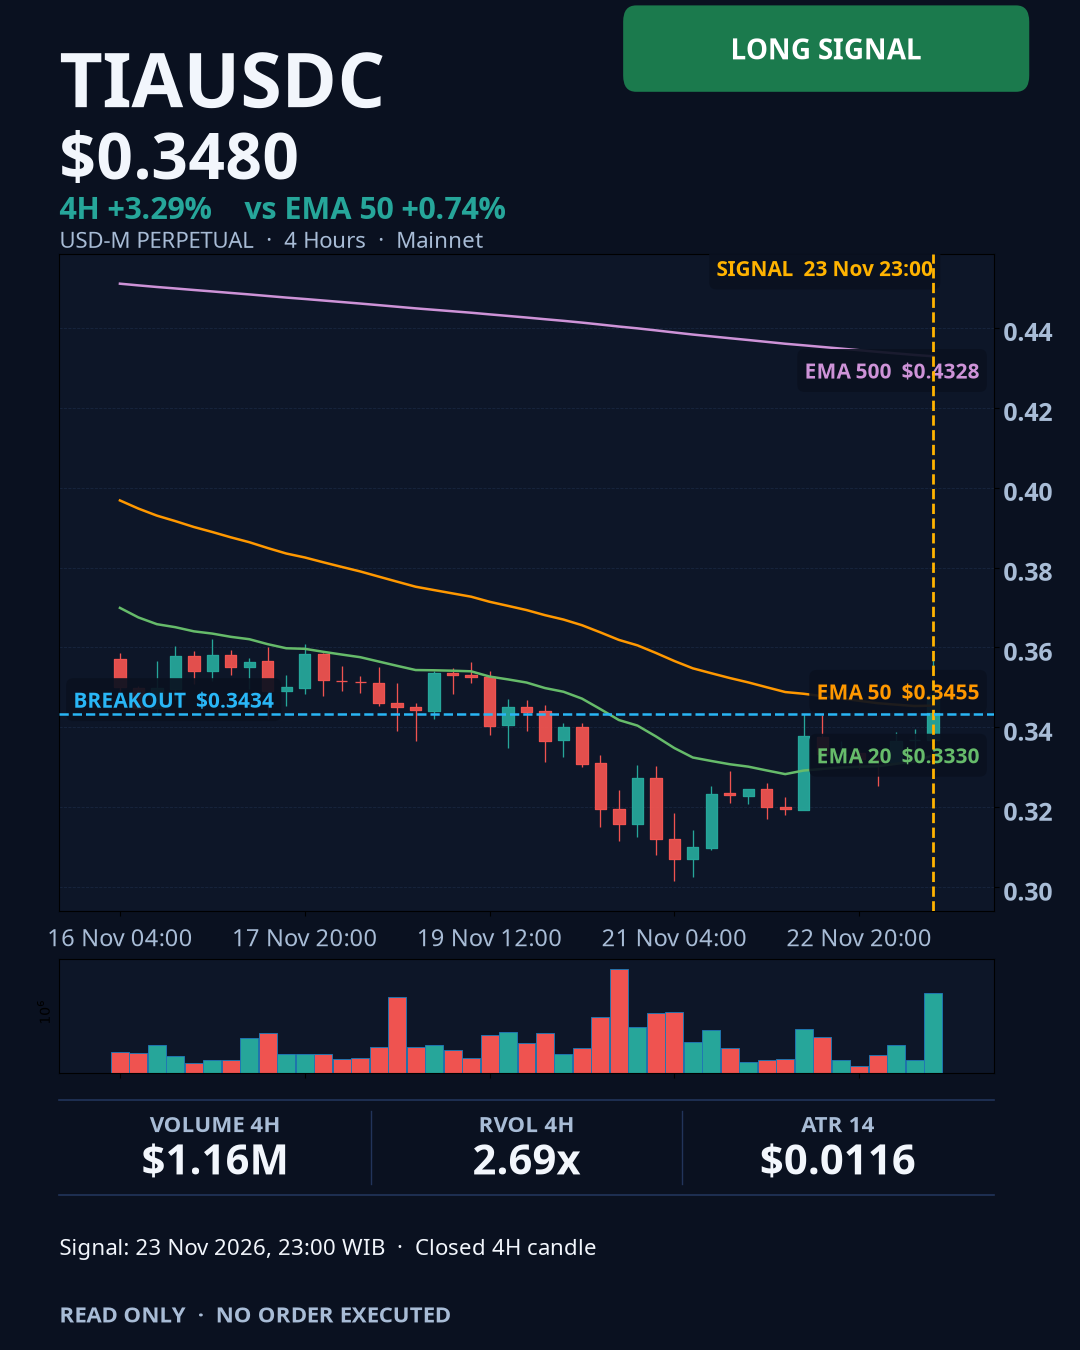 LONG SIGNAL
TIAUSDC
$0.3480
4H +3.29% vs EMA 50 +0.74%
USD-M PERPETUAL · 4 Hours · Mainnet
SIGNAL 23 Nov 23:00
0.44
EMA 500 $0.4328
0.42
0.40
0.38
0.36
EMA 50 $0.3455
BREAKOUT $0.3434
0.34
EMA 20 $0.3330
0.32
0.30
16 Nov 04:00
17 Nov 20:00
19 Nov 12:00
21 Nov 04:00
22 Nov 20:00
10⁶
VOLUME 4H
$1.16M
RVOL 4H
2.69x
ATR 14
$0.0116
Signal: 23 Nov 2026, 23:00 WIB · Closed 4H candle
READ ONLY · NO ORDER EXECUTED